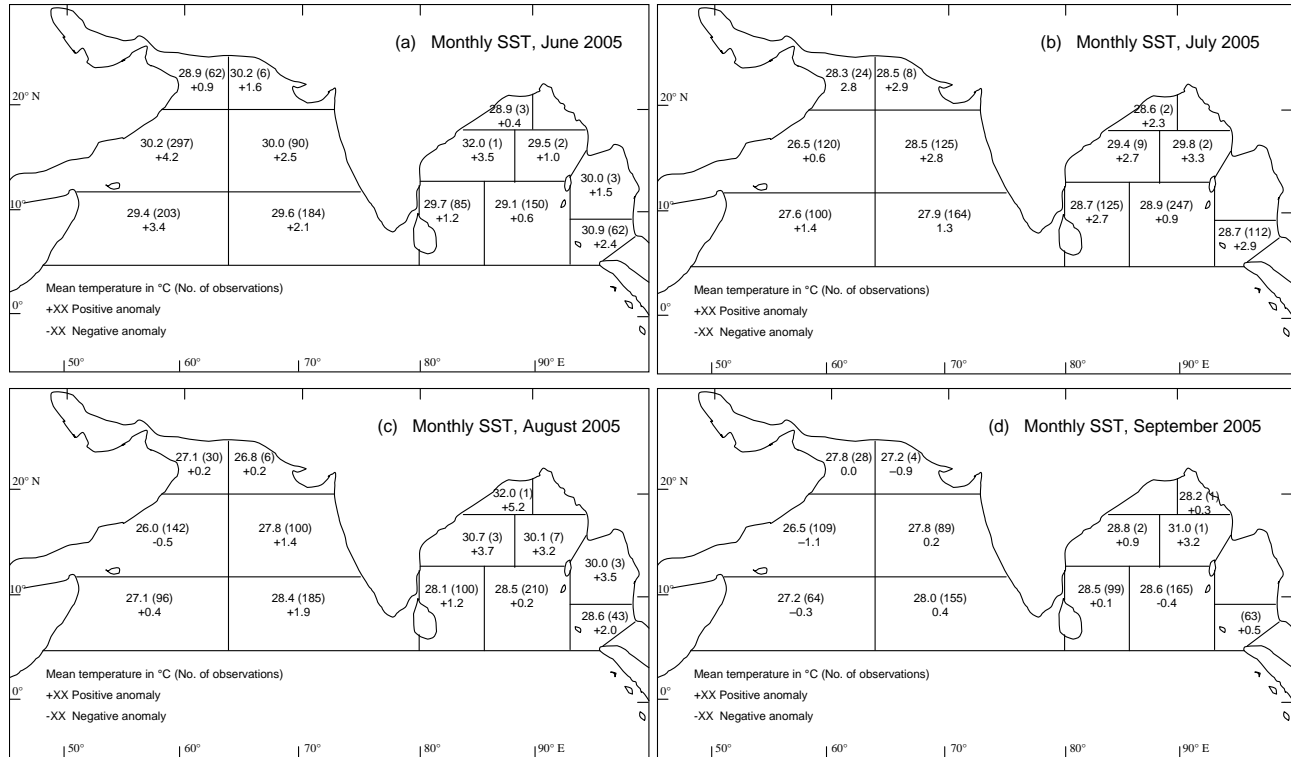 (a) Monthly SST, June 2005
28.9 (62) 30.2 (6)
+0.9 +1.6
20° N
28.9 (3)
+0.4
30.2 (297) 30.0 (90) 32.0 (1) 29.5 (2)
+4.2 +2.5 +3.5 +1.0
30.0 (3)
+1.5
10°
29.4 (203) 29.6 (184) 29.7 (85) 29.1 (150)
+3.4 +2.1 +1.2 +0.6
30.9 (62)
+2.4
Mean temperature in °C (No. of observations)
+XX Positive anomaly
0°
-XX Negative anomaly
50° 60° 70° 80° 90° E
(b) Monthly SST, July 2005
28.3 (24) 28.5 (8)
2.8 +2.9
20° N
28.6 (2)
+2.3
26.5 (120) 28.5 (125) 29.4 (9) 29.8 (2)
+0.6 +2.8 +2.7 +3.3
10°
27.6 (100) 27.9 (164) 28.7 (125) 28.9 (247)
+1.4 1.3 +2.7 +0.9
28.7 (112)
+2.9
Mean temperature in °C (No. of observations)
+XX Positive anomaly
0°
-XX Negative anomaly
50° 60° 70° 80° 90° E
(c) Monthly SST, August 2005
27.1 (30) 26.8 (6)
+0.2 +0.2
20° N
32.0 (1)
+5.2
26.0 (142) 27.8 (100) 30.7 (3) 30.1 (7)
-0.5 +1.4 +3.7 +3.2
30.0 (3)
+3.5
10°
27.1 (96) 28.4 (185) 28.1 (100) 28.5 (210)
+0.4 +1.9 +1.2 +0.2
28.6 (43)
+2.0
Mean temperature in °C (No. of observations)
+XX Positive anomaly
0°
-XX Negative anomaly
50° 60° 70° 80° 90° E
(d) Monthly SST, September 2005
27.8 (28) 27.2 (4)
0.0 −0.9
20° N
28.2 (1)
+0.3
26.5 (109) 27.8 (89) 28.8 (2) 31.0 (1)
−1.1 0.2 +0.9 +3.2
10°
27.2 (64) 28.0 (155) 28.5 (99) 28.6 (165)
−0.3 0.4 +0.1 -0.4
(63)
+0.5
Mean temperature in °C (No. of observations)
+XX Positive anomaly
0°
-XX Negative anomaly
50° 60° 70° 80° 90° E